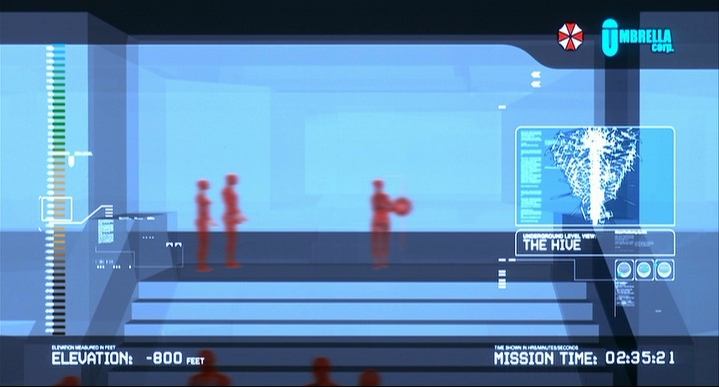 UMBRELLA
corp.
UNDERGROUND LEVEL VIEW:
THE HIVE
ELEVATION MEASURED IN FEET
ELEVATION: -800 FEET
TIME SHOWN IN HRS/MINUTES/SECONDS
MISSION TIME: 02:35:21